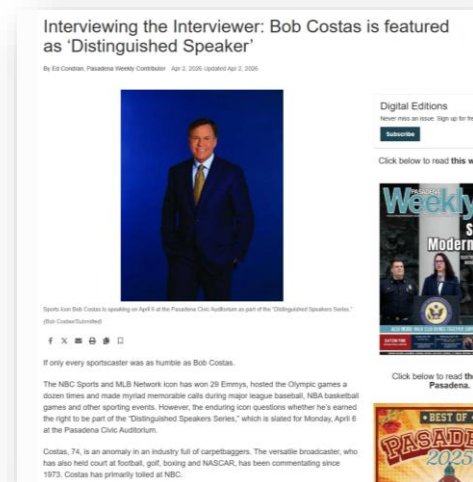 Interviewing the Interviewer: Bob Costas is featured
as ‘Distinguished Speaker’
By Ed Condran, Pasadena Weekly Contributor Apr 2, 2026 Updated Apr 2, 2026
Sports icon Bob Costas is speaking on April 6 at the Pasadena Civic Auditorium as part of the "Distinguished Speakers Series."
(Bob Costas/Submitted)
If only every sportscaster was as humble as Bob Costas.
The NBC Sports and MLB Network icon has won 29 Emmys, hosted the Olympic games a
dozen times and made myriad memorable calls during major league baseball, NBA basketball
games and other sporting events. However, the enduring icon questions whether he's earned
the right to be part of the "Distinguished Speakers Series," which is slated for Monday, April 6
at the Pasadena Civic Auditorium.
Costas, 74, is an anomaly in an industry full of carpetbaggers. The versatile broadcaster, who
has also held court at football, golf, boxing and NASCAR, has been commentating since
1973. Costas has primarily toiled at NBC.
Digital Editions
Never miss an issue. Sign up for fre
Subscribe
Click below to read this w
PASADENA
Weekly
S
Modern
Click below to read the
Pasadena.
• BEST OF •
PASADE
2025